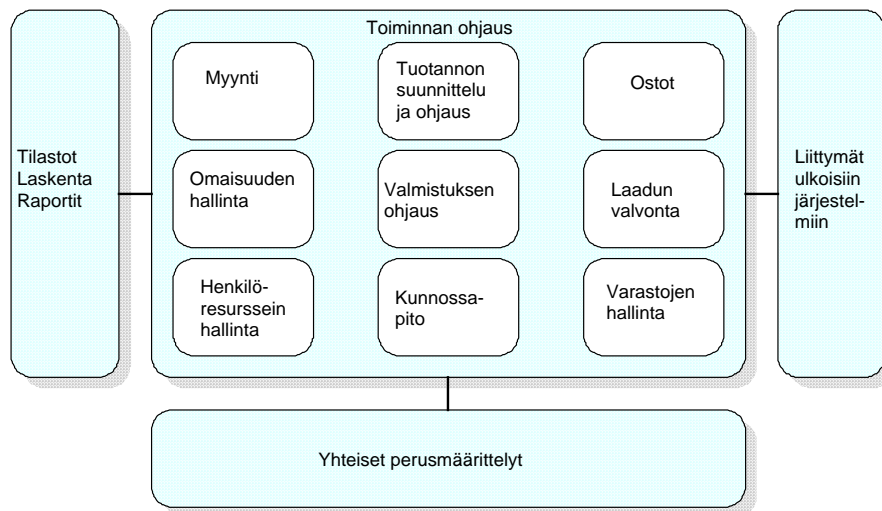 Toiminnan ohjaus
Myynti
Tuotannon
suunnittelu
ja ohjaus
Ostot
Tilastot
Laskenta
Raportit
Omaisuuden
hallinta
Valmistuksen
ohjaus
Laadun
valvonta
Liittymät
ulkoisiin
järjestel-
miin
Henkilö-
resurssein
hallinta
Kunnossa-
pito
Varastojen
hallinta
Yhteiset perusmäärittelyt